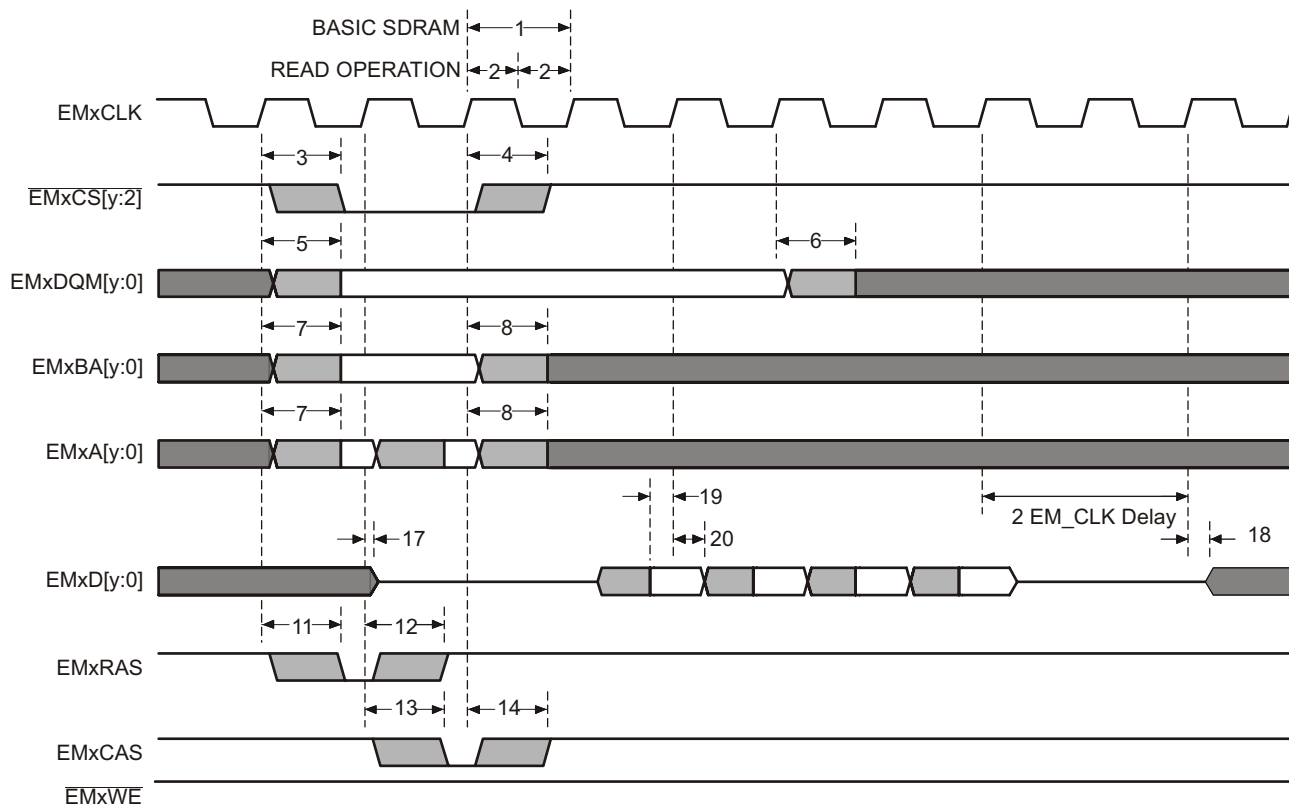 BASIC SDRAM
1
READ OPERATION
2
2
EMxCLK
3
4
EMxCS[y:2]
5
6
EMxDQM[y:0]
7
8
EMxBA[y:0]
7
8
EMxA[y:0]
19
2 EM_CLK Delay
17
20
18
EMxD[y:0]
11
12
EMxRAS
13
14
EMxCAS
EMxWE